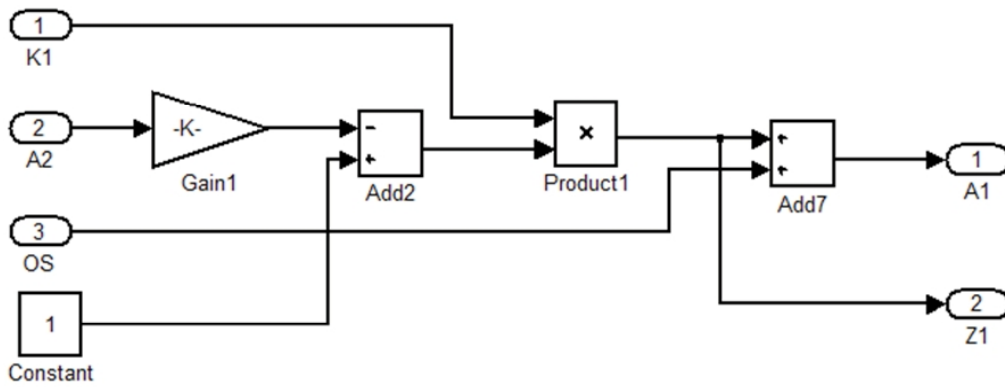 1
K1
2
A2
-K-
Gain1
-
+
Add2
×
Product1
+
+
Add7
1
A1
3
OS
1
Constant
2
Z1